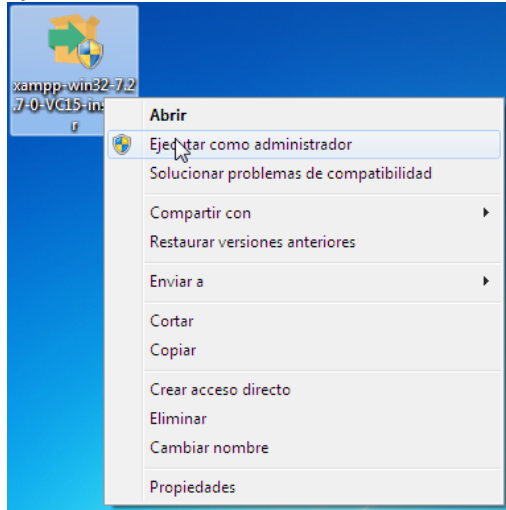 xampp-win32-7.2
.7-0-VC15-ins
r
Abrir
Ejecutar como administrador
Solucionar problemas de compatibilidad
Compartir con
Restaurar versiones anteriores
Enviar a
Cortar
Copiar
Crear acceso directo
Eliminar
Cambiar nombre
Propiedades